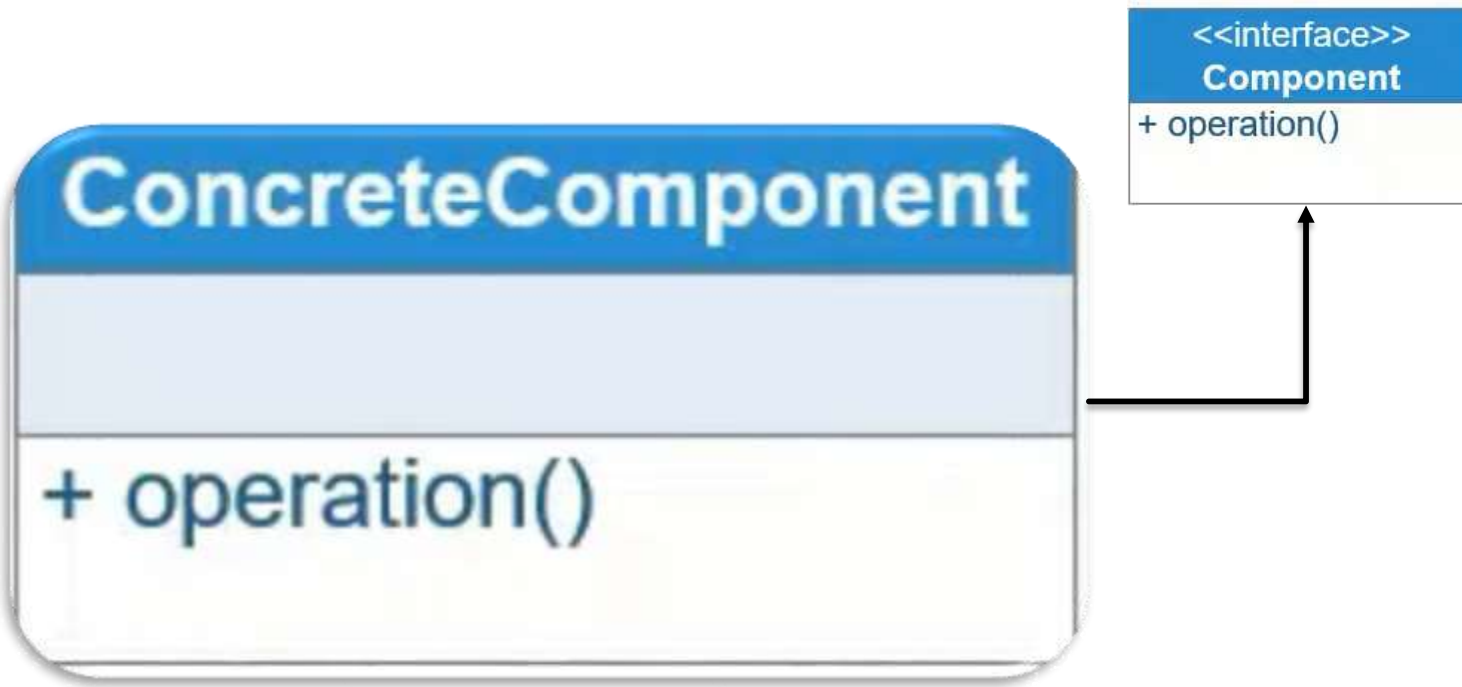 <<interface>>
Component
+ operation()
ConcreteComponent
+ operation()